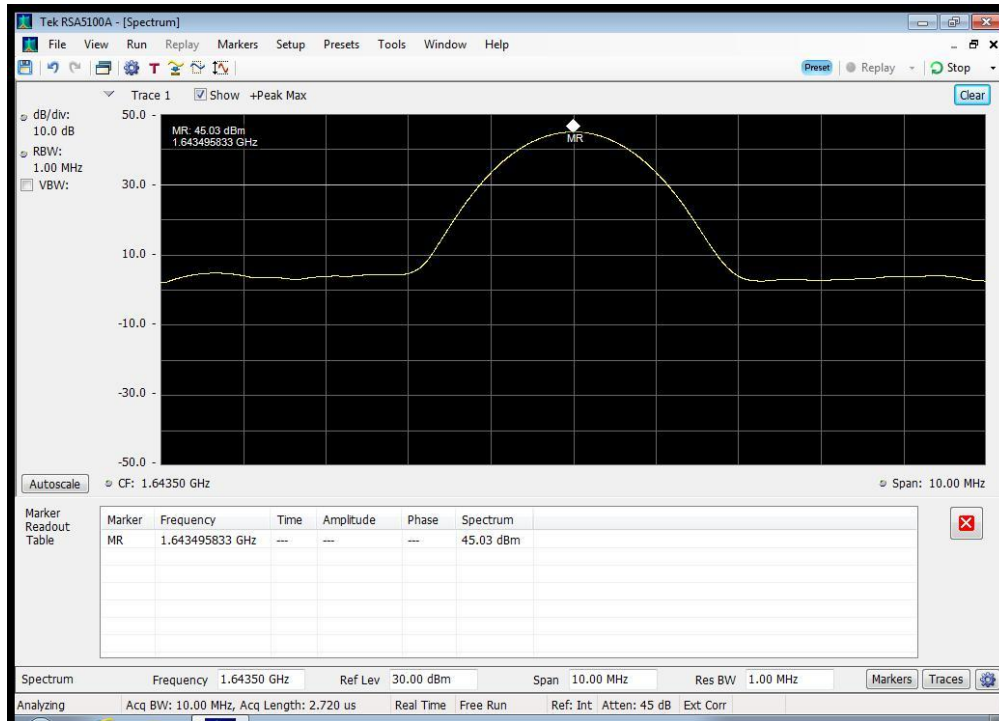 Tek RSA5100A - [Spectrum]
File View Run Replay Markers Setup Presets Tools Window Help
T Preset Replay Stop
Trace 1 Show +Peak Max Clear
dB/div:
10.0 dB
RBW:
1.00 MHz
VBW:
50.0
MR: 45.03 dBm
1.643495833 GHz
MR
30.0
10.0
-10.0
-30.0
-50.0
Autoscale CF: 1.64350 GHz Span: 10.00 MHz
Marker
Readout
Table
Marker Frequency Time Amplitude Phase Spectrum
MR 1.643495833 GHz --- --- --- 45.03 dBm
Spectrum Frequency 1.64350 GHz Ref Lev 30.00 dBm Span 10.00 MHz Res BW 1.00 MHz Markers Traces
Analyzing Acq BW: 10.00 MHz, Acq Length: 2.720 us Real Time Free Run Ref: Int Atten: 45 dB Ext Corr